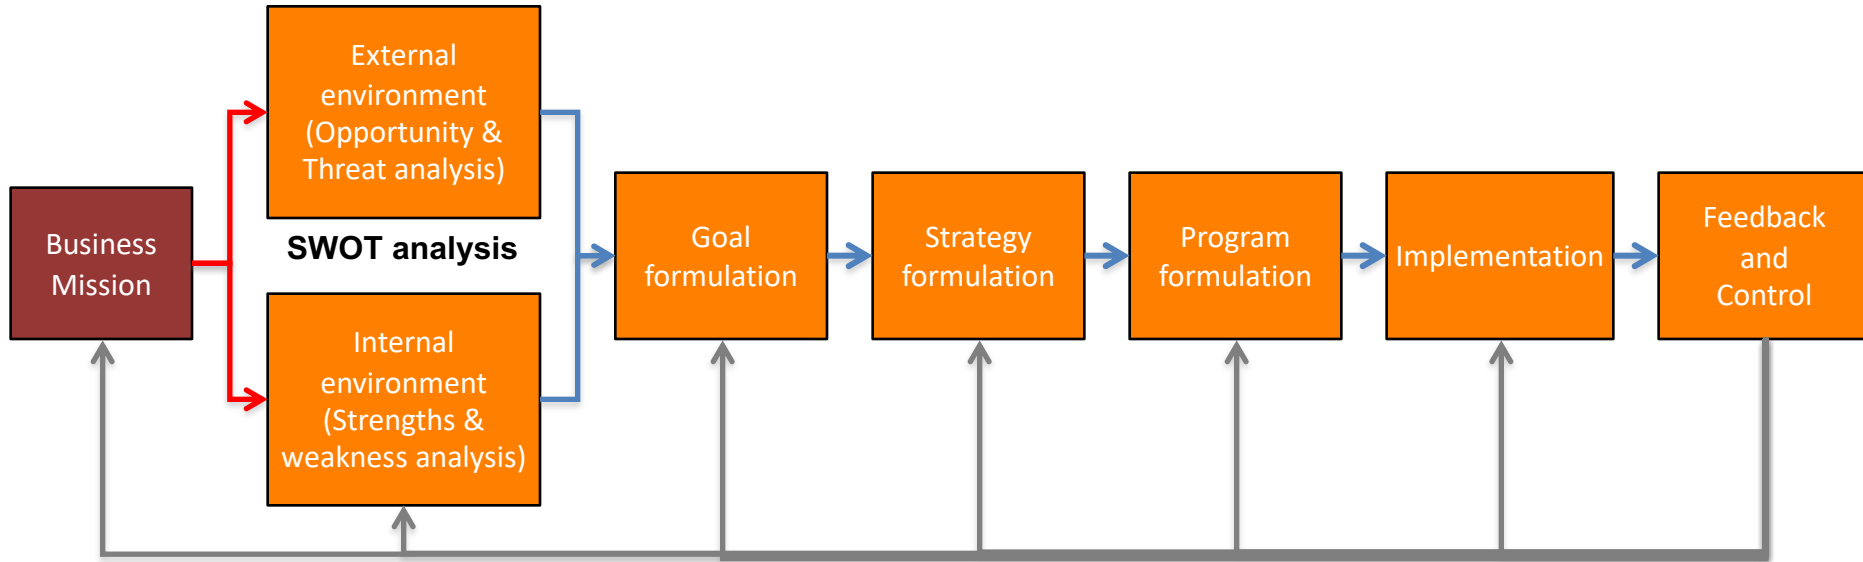 Business
Mission
External
environment
(Opportunity &
Threat analysis)
SWOT analysis
Internal
environment
(Strengths &
weakness analysis)
Goal
formulation
Strategy
formulation
Program
formulation
Implementation
Feedback
and
Control